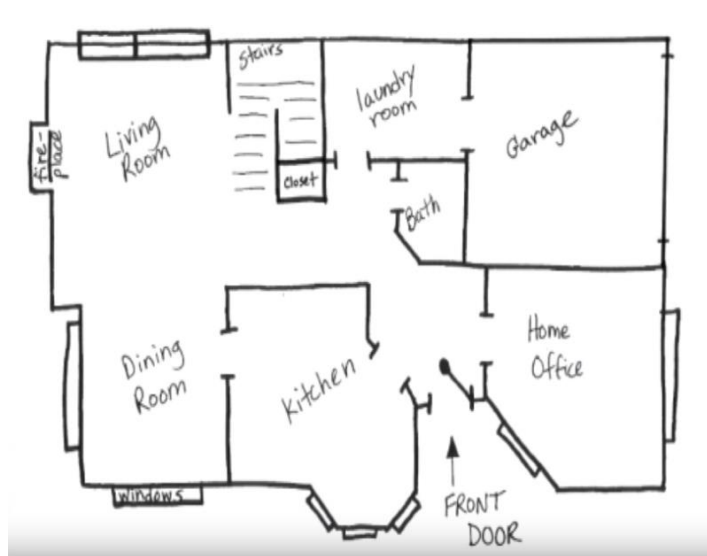 Stairs
laundry
room
Garage
Living
Room
fire-
place
Closet
Bath
Dining
Room
Kitchen
Home
Office
windows
FRONT
DOOR